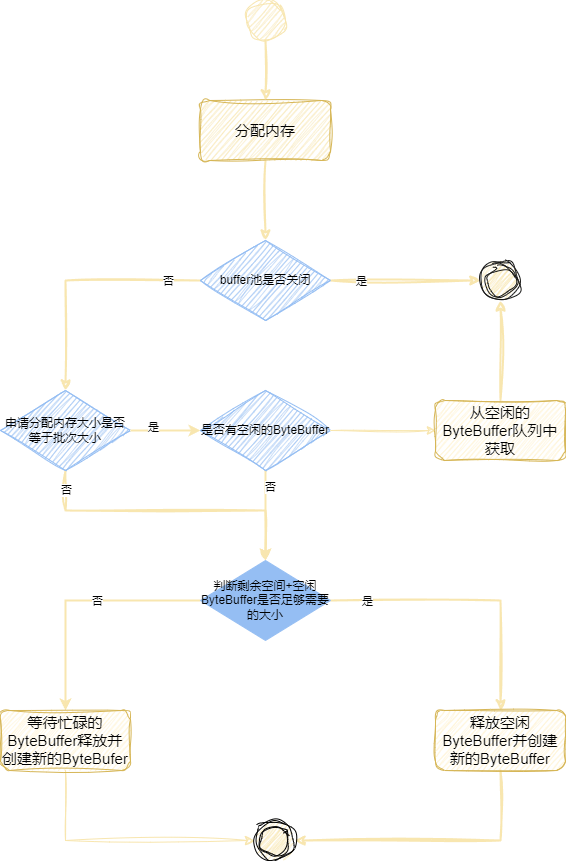 分配内存
buffer池是否关闭
否
是
申请分配内存大小是否
等于批次大小
是
是否有空闲的ByteBuffer
从空闲的
ByteBuffer队列中
获取
否
否
判断剩余空间+空闲
ByteBuffer是否足够需要
的大小
否
是
等待忙碌的
ByteBuffer释放并
创建新的ByteBufer
释放空闲
ByteBuffer并创建
新的ByteBuffer